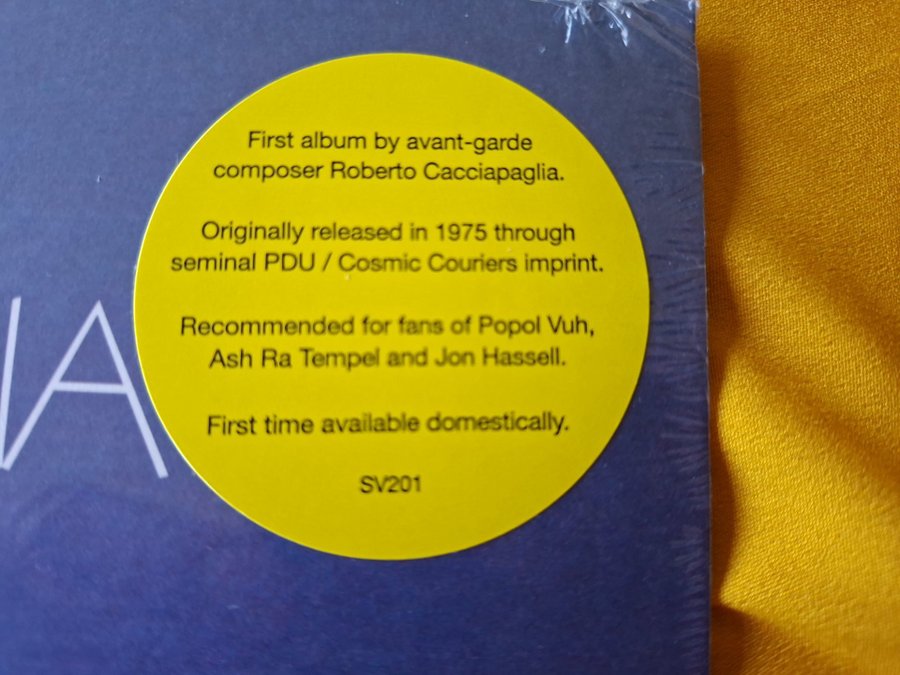 First album by avant-garde
composer Roberto Cacciapaglia.
Originally released in 1975 through
seminal PDU / Cosmic Couriers imprint.
Recommended for fans of Popol Vuh,
Ash Ra Tempel and Jon Hassell.
First time available domestically.
SV201